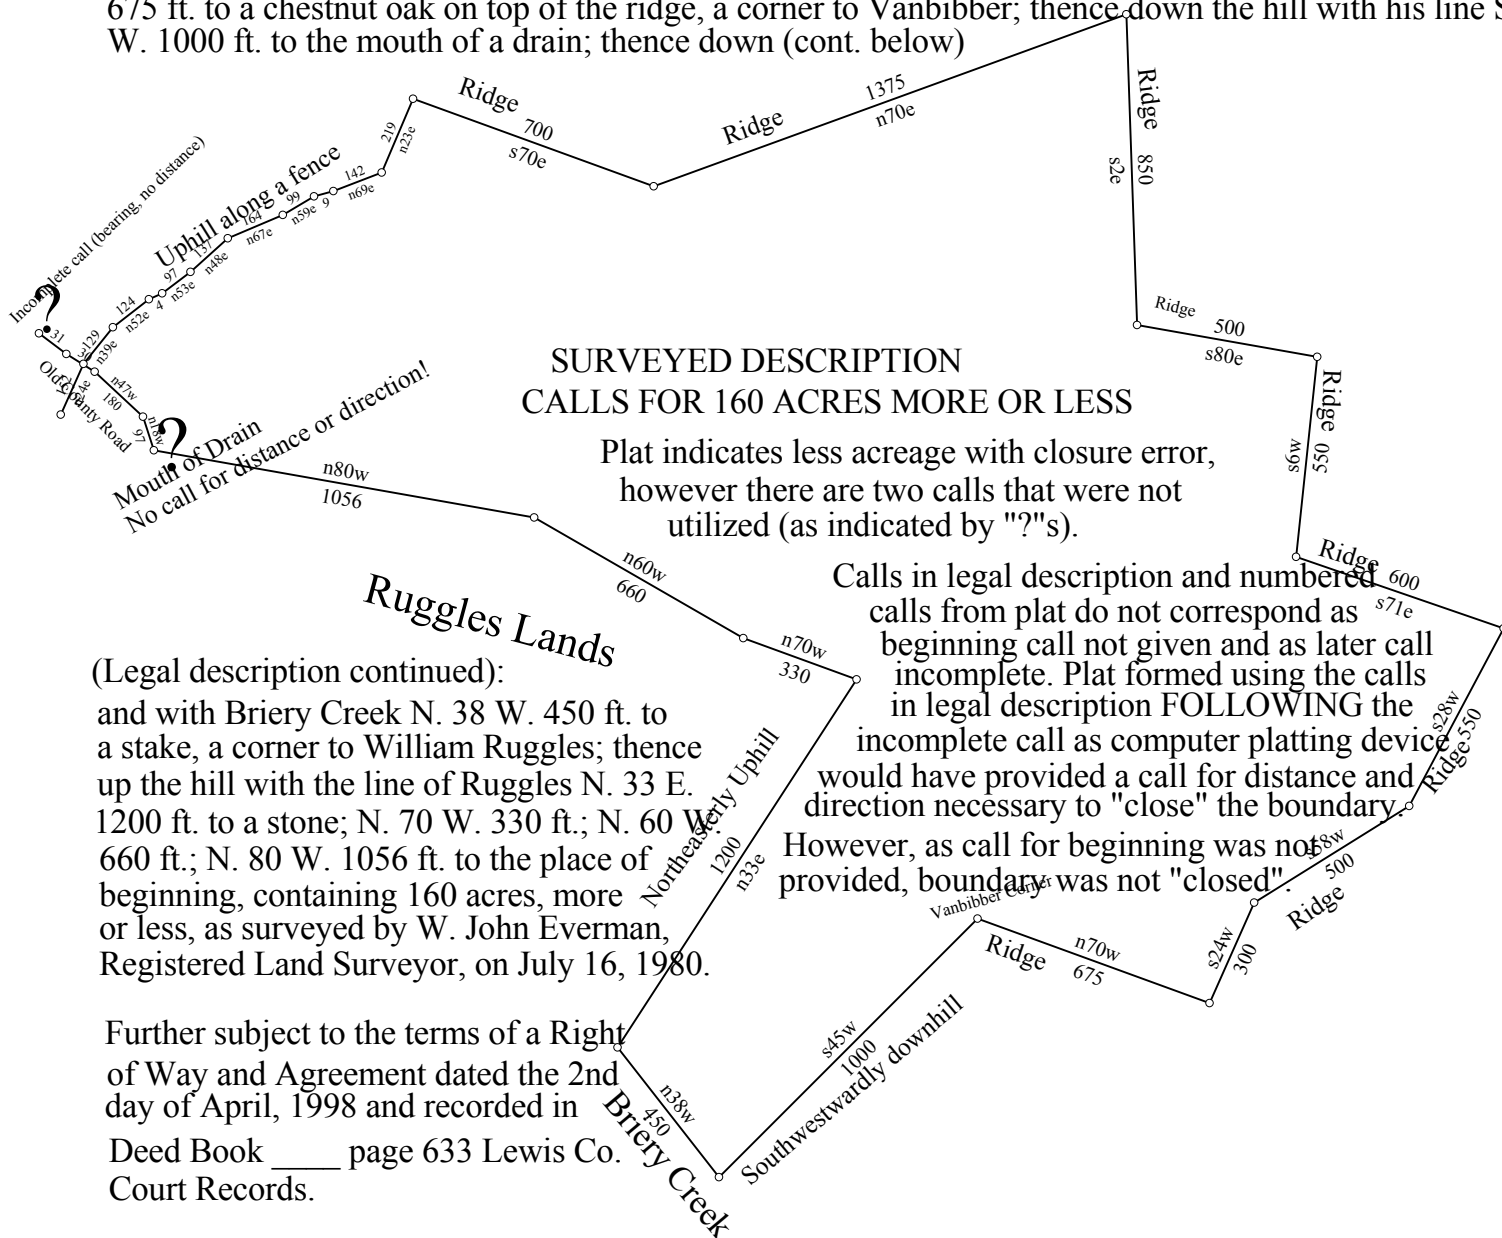 675 ft. to a chestnut oak on top of the ridge, a corner to Vanbibber; thence down the hill with his line S
W. 1000 ft. to the mouth of a drain; thence down (cont. below)
Ridge
700
s70e
Ridge
1375
n70e
Ridge
850
s2e
Ridge
500
s80e
Ridge
550
s6w
Ridge
600
s71e
s28w
550
Ridge
s58w
500
Ridge
s24w
300
n70w
675
Ridge
Vanbibber Corner
s45w
1000
Southwestwardly downhill
n38w
450
Briery Creek
Northeasterly Uphill
1200
n33e
n70w
330
n60w
660
n80w
1056
Ruggles Lands
219
n23e
142
n69e
9
99
n59e
164
n67e
137
n48e
97
n53e
4
124
n52e
129
n39e
31
Uphill along a fence
Incomplete call (bearing, no distance)
?
Old County Road
n47w
180
n18w
97
?
Mouth of Drain
No call for distance or direction!
SURVEYED DESCRIPTION
CALLS FOR 160 ACRES MORE OR LESS
Plat indicates less acreage with closure error,
however there are two calls that were not
utilized (as indicated by "?"s).
Calls in legal description and numbered
calls from plat do not correspond as
beginning call not given and as later call
incomplete. Plat formed using the calls
in legal description FOLLOWING the
incomplete call as computer platting device
would have provided a call for distance and
direction necessary to "close" the boundary.
However, as call for beginning was not
provided, boundary was not "closed".
(Legal description continued):
and with Briery Creek N. 38 W. 450 ft. to
a stake, a corner to William Ruggles; thence
up the hill with the line of Ruggles N. 33 E.
1200 ft. to a stone; N. 70 W. 330 ft.; N. 60 W.
660 ft.; N. 80 W. 1056 ft. to the place of
beginning, containing 160 acres, more
or less, as surveyed by W. John Everman,
Registered Land Surveyor, on July 16, 1980.
Further subject to the terms of a Right
of Way and Agreement dated the 2nd
day of April, 1998 and recorded in
Deed Book ____ page 633 Lewis Co.
Court Records.